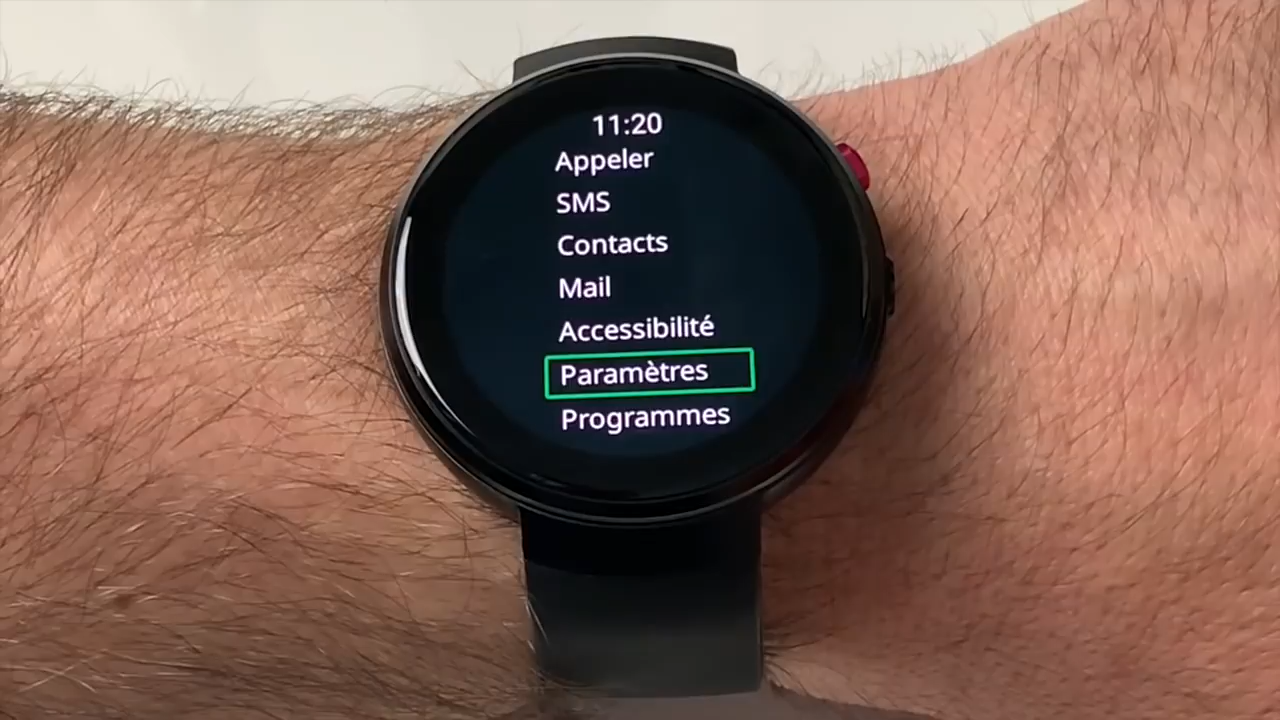 11:20
Appeler
SMS
Contacts
Mail
Accessibilité
Paramètres
Programmes